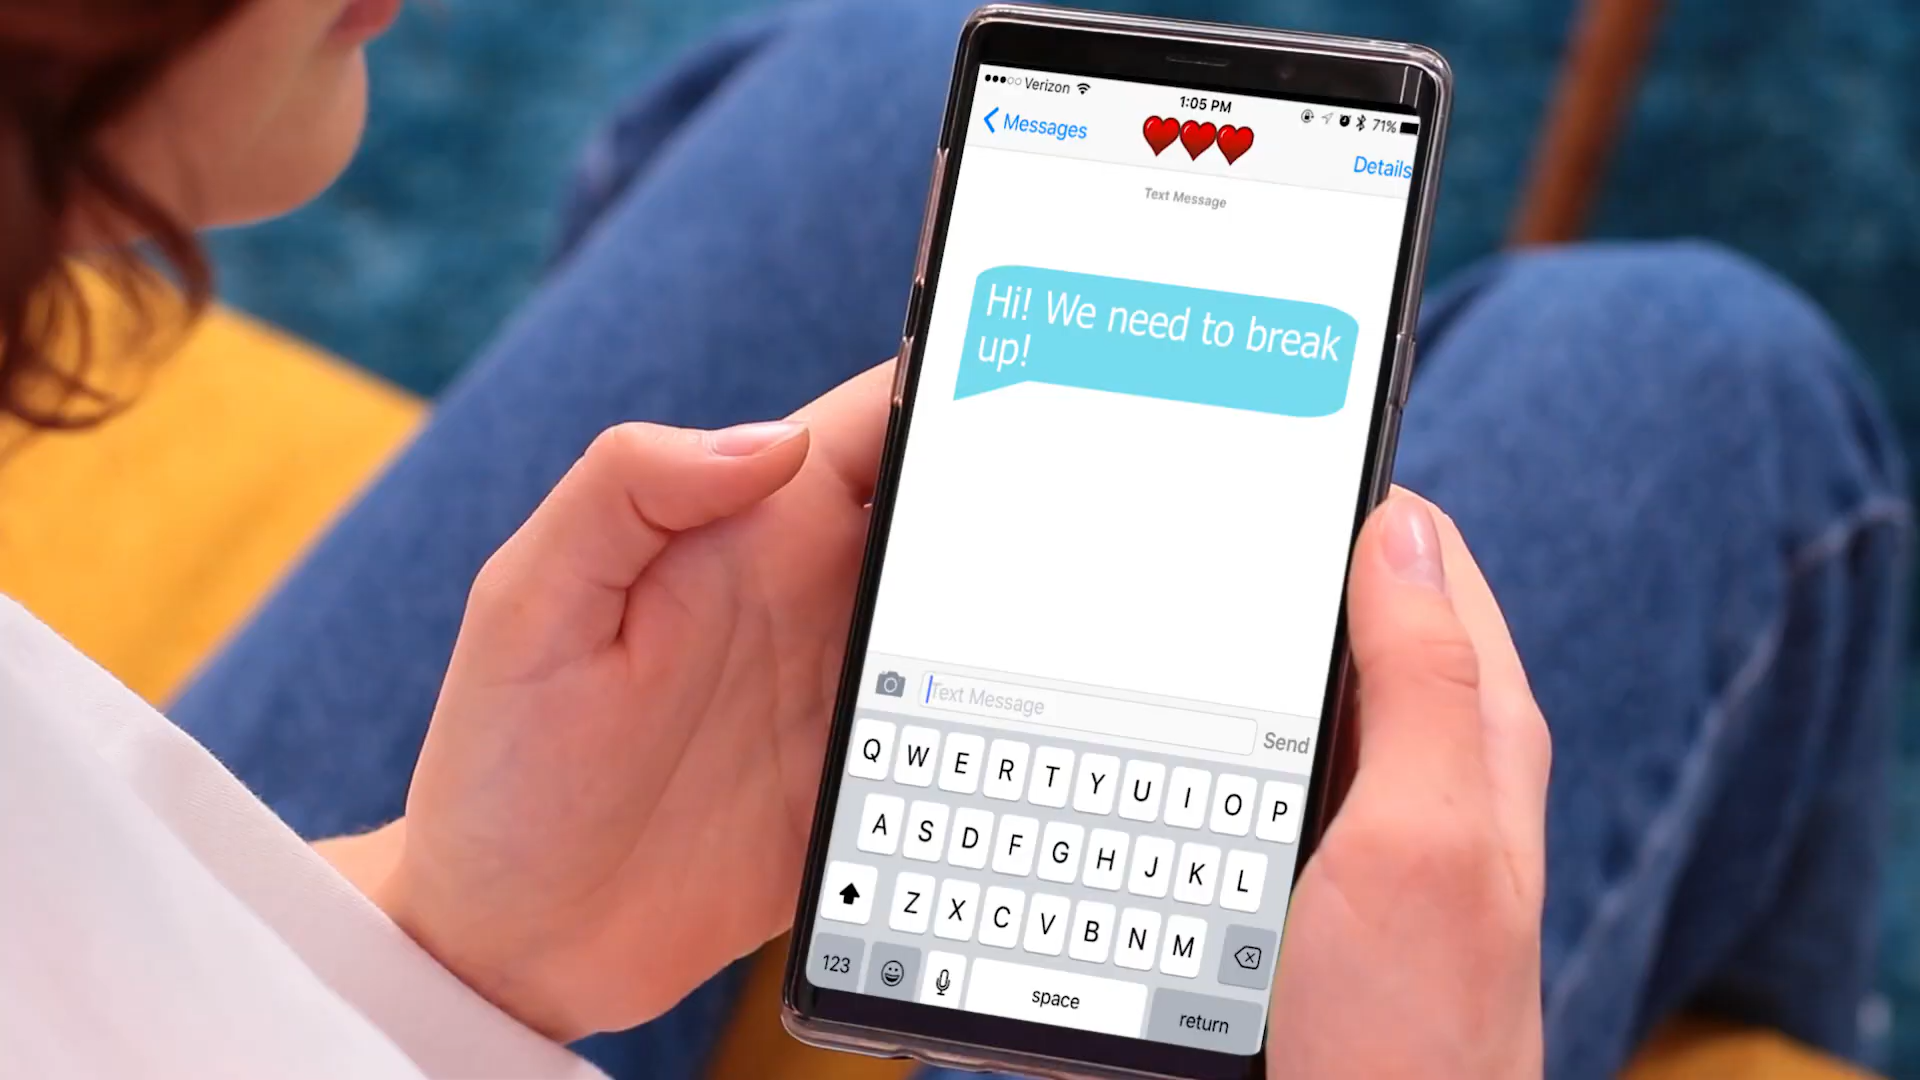 Verizon
1:05 PM
71%
Messages
Details
Text Message
Hi! We need to break
up!
Text Message
Send
Q W E R T Y U I O P
A S D F G H J K L
Z X C V B N M
123
space
return